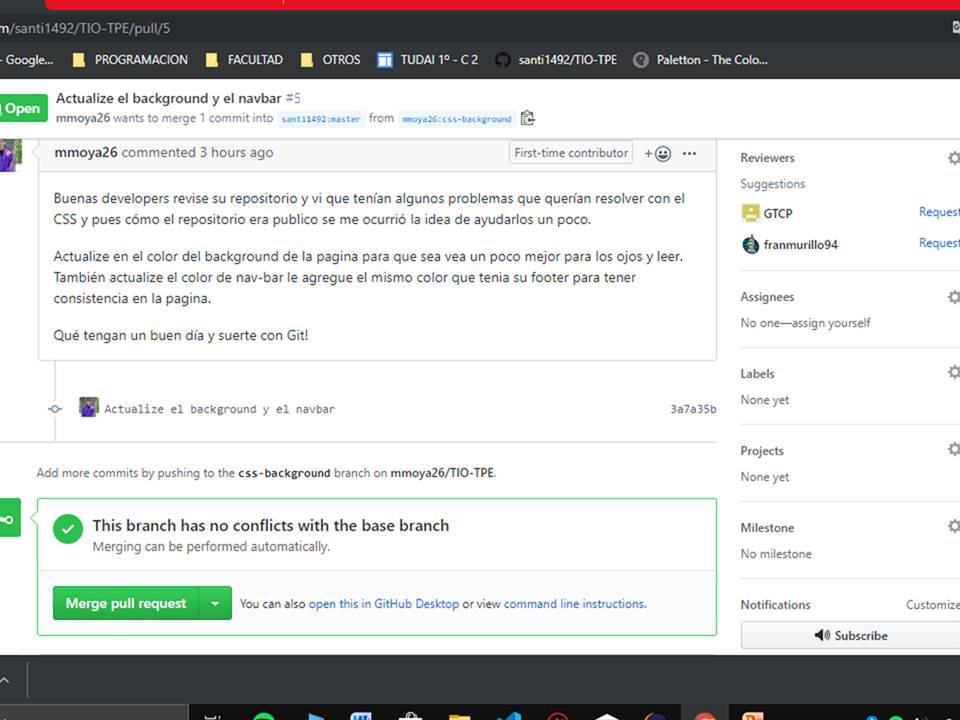 m/santi1492/TIO-TPE/pull/5
- Google... PROGRAMACION FACULTAD OTROS TUDAI 1º - C 2 santi1492/TIO-TPE Paletton - The Colo...
Open
Actualize el background y el navbar #5
mmoya26 wants to merge 1 commit into santi1492:master from mmoya26:css-background
mmoya26 commented 3 hours ago
First-time contributor
Buenas developers revise su repositorio y vi que tenían algunos problemas que querían resolver con el
CSS y pues cómo el repositorio era publico se me ocurrió la idea de ayudarlos un poco.
Actualize en el color del background de la pagina para que sea vea un poco mejor para los ojos y leer.
También actualize el color de nav-bar le agregue el mismo color que tenia su footer para tener
consistencia en la pagina.
Qué tengan un buen día y suerte con Git!
Actualize el background y el navbar 3a7a35b
Add more commits by pushing to the css-background branch on mmoya26/TIO-TPE.
This branch has no conflicts with the base branch
Merging can be performed automatically.
Merge pull request
You can also open this in GitHub Desktop or view command line instructions.
Reviewers
Suggestions
GTCP Request
franmurillo94 Request
Assignees
No one—assign yourself
Labels
None yet
Projects
None yet
Milestone
No milestone
Notifications Customize
Subscribe